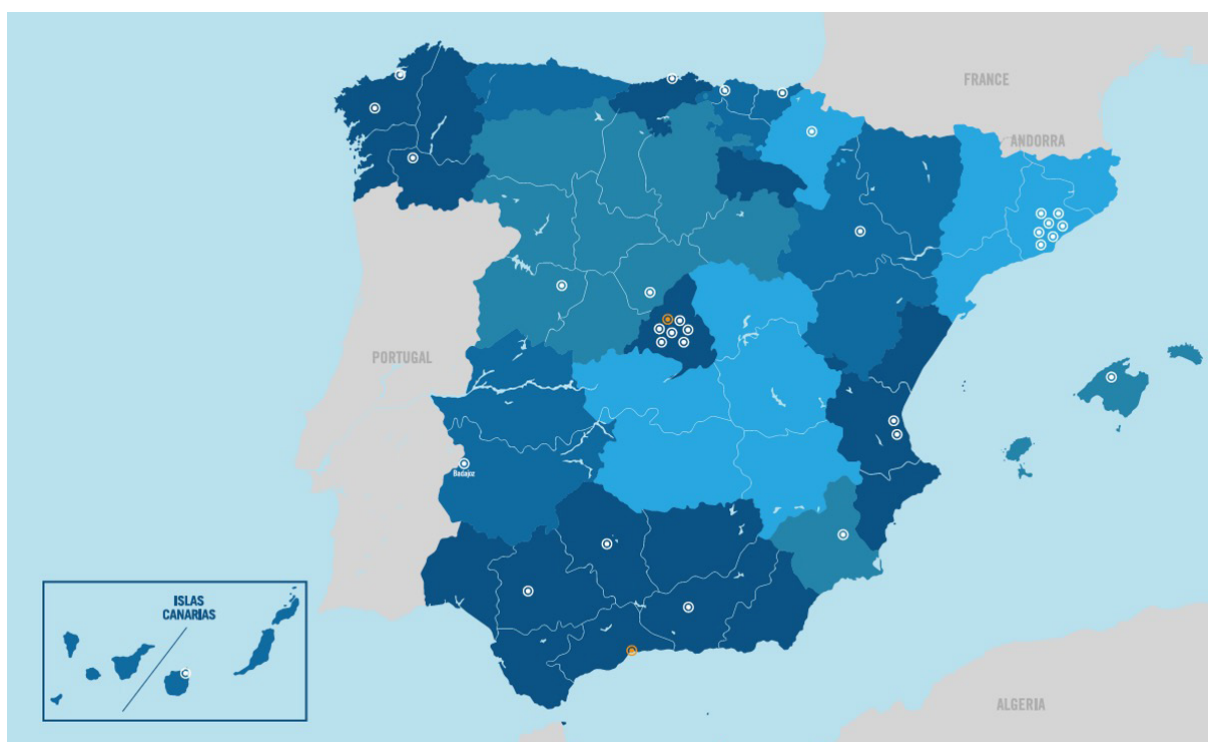 FRANCE
ANDORRA
PORTUGAL
Badajoz
ISLAS
CANARIAS
ALGERIA